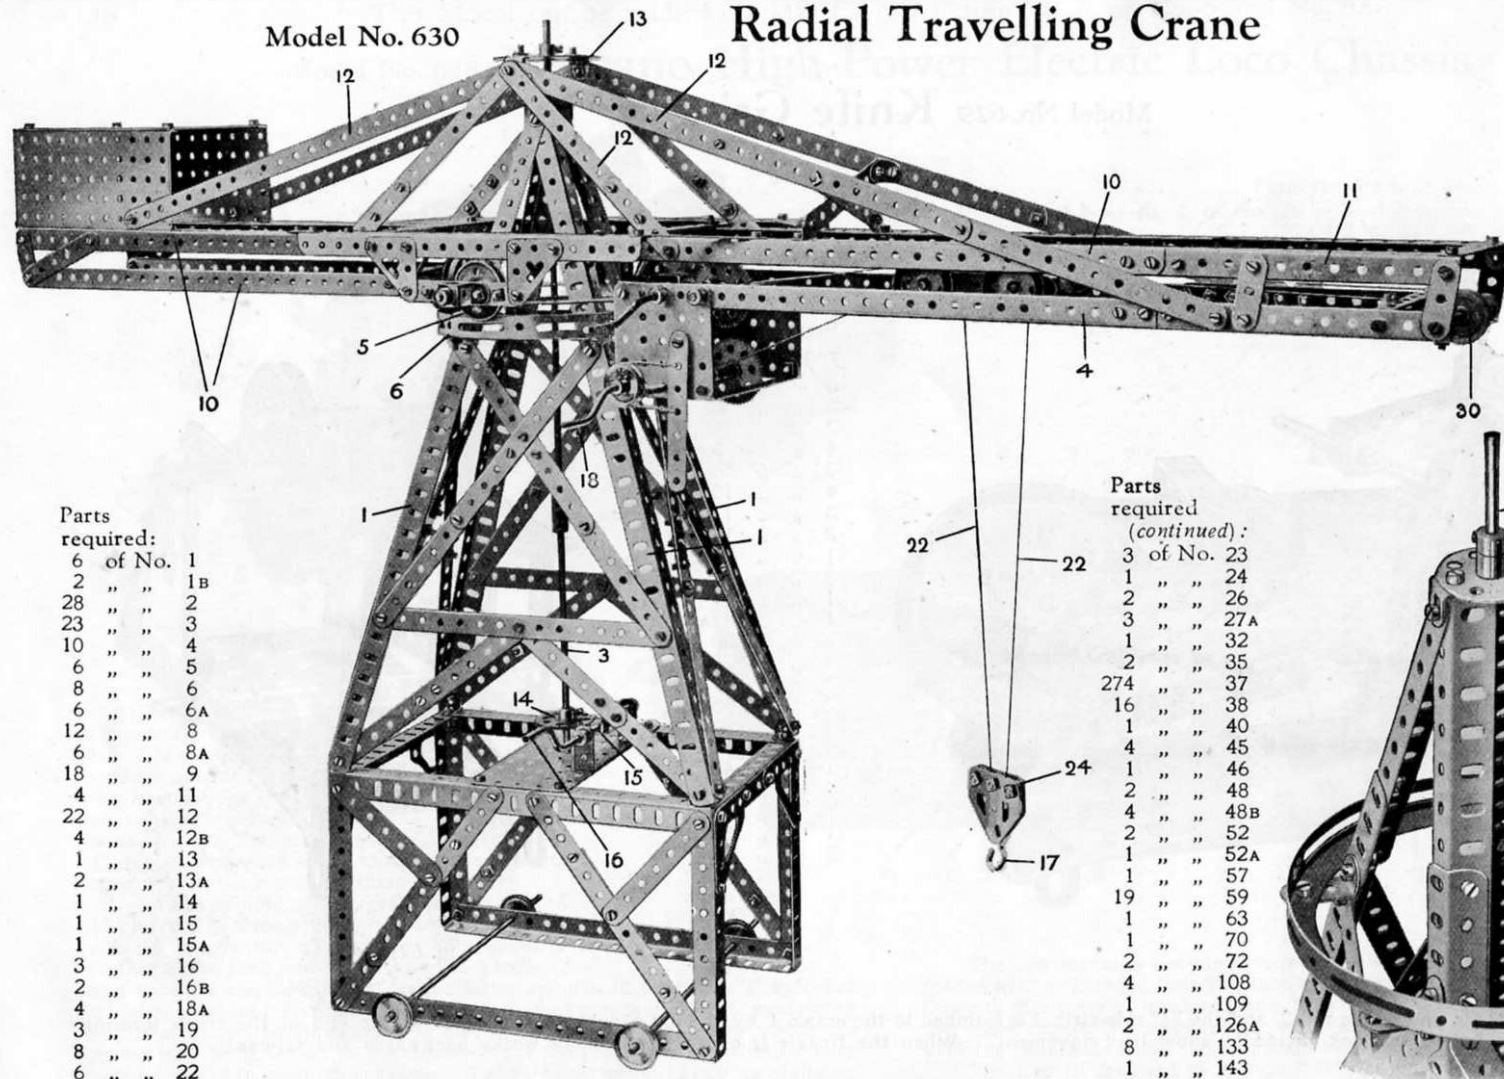 Model No. 630
Radial Travelling Crane
13
12
12
12
10
11
5
6
10
4
30
18
1
1
1
22
22
3
14
15
16
24
17
Parts
required:
6 of No. 1
2 „ „ 1B
28 „ „ 2
23 „ „ 3
10 „ „ 4
6 „ „ 5
8 „ „ 6
6 „ „ 6A
12 „ „ 8
6 „ „ 8A
18 „ „ 9
4 „ „ 11
22 „ „ 12
4 „ „ 12B
1 „ „ 13
2 „ „ 13A
1 „ „ 14
1 „ „ 15
1 „ „ 15A
3 „ „ 16
2 „ „ 16B
4 „ „ 18A
3 „ „ 19
8 „ „ 20
6 „ „ 22
Parts
required
(continued) :
3 of No. 23
1 „ „ 24
2 „ „ 26
3 „ „ 27A
1 „ „ 32
2 „ „ 35
274 „ „ 37
16 „ „ 38
1 „ „ 40
4 „ „ 45
1 „ „ 46
2 „ „ 48
4 „ „ 48B
2 „ „ 52
1 „ „ 52A
1 „ „ 57
19 „ „ 59
1 „ „ 63
1 „ „ 70
2 „ „ 72
4 „ „ 108
1 „ „ 109
2 „ „ 126A
8 „ „ 133
1 „ „ 143